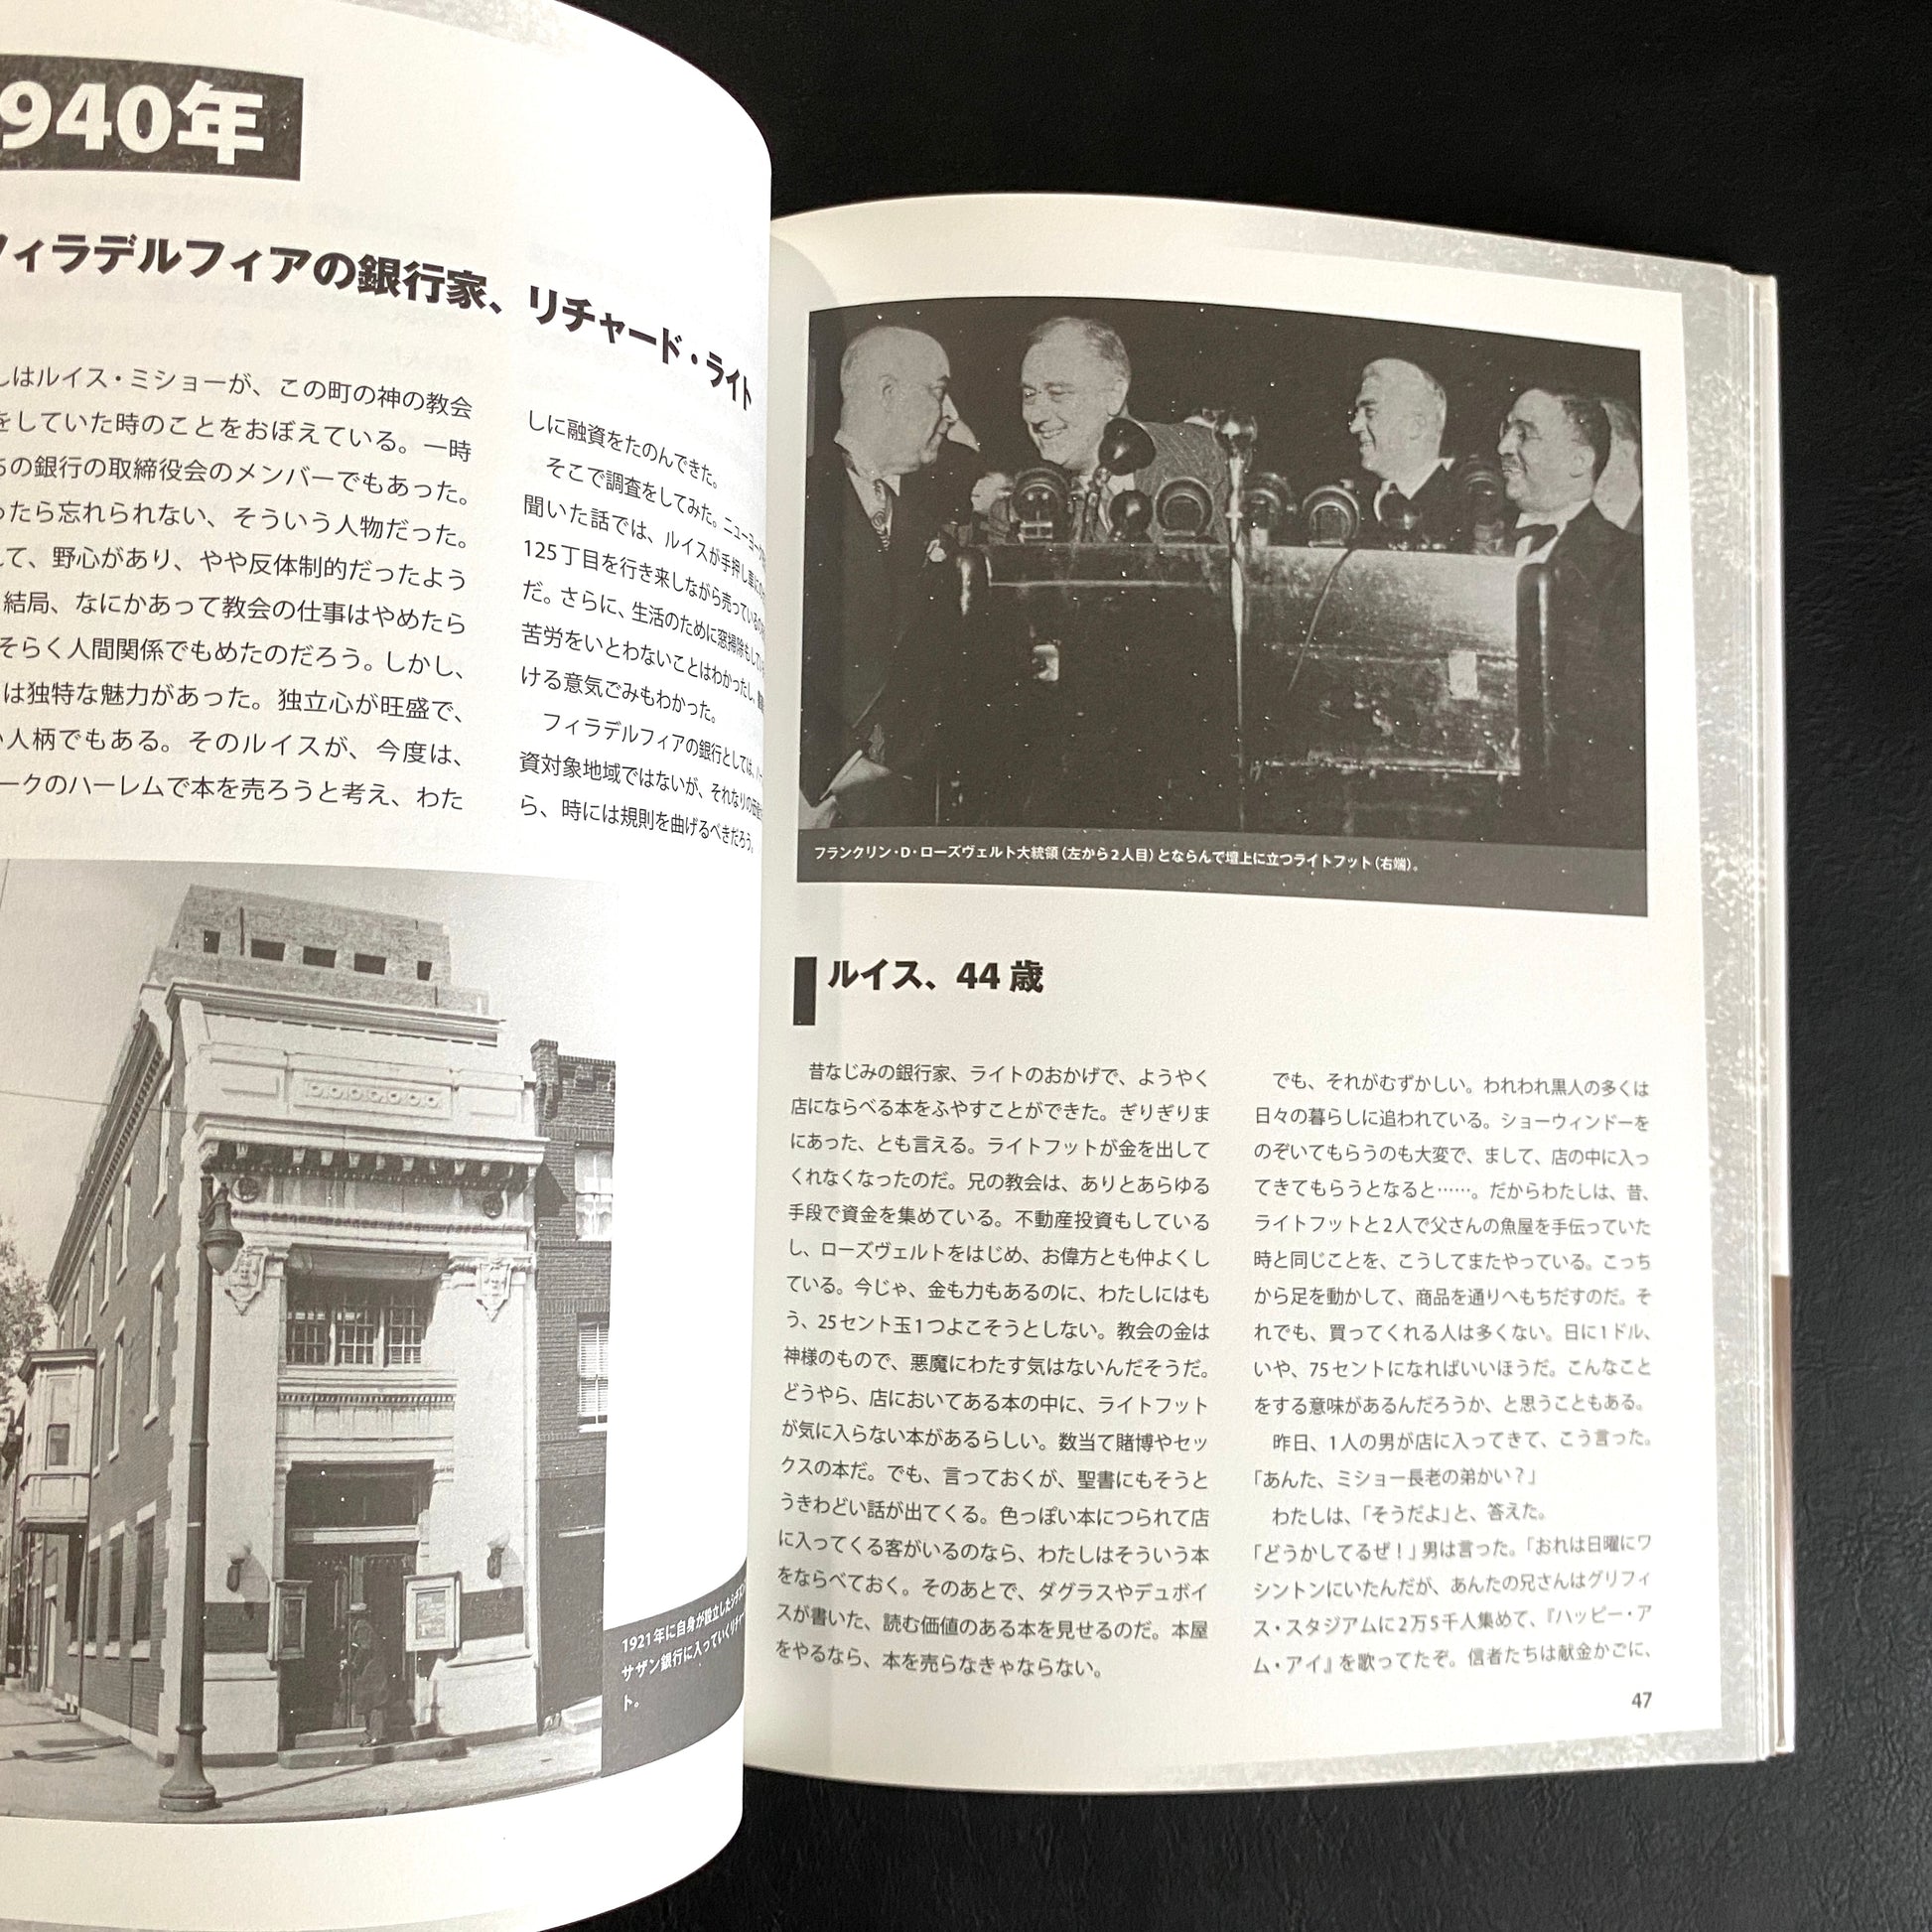 940年
フィラデルフィアの銀行家、リチャード・ライト
しはルイス・ミショーが、この町の神の教会
をしていた時のことをおぼえている。一時
ちの銀行の取締役会のメンバーでもあった。
ったら忘れられない、そういう人物だった。
て、野心があり、やや反体制的だったよう
結局、なにかあって教会の仕事はやめたら
そらく人間関係でもめたのだろう。しかし、
は独特な魅力があった。独立心が旺盛で、
い人柄でもある。そのルイスが、今度は、
ークのハーレムで本を売ろうと考え、わた
しに融資をたのんできた。
そこで調査をしてみた。ニューヨーク
聞いた話では、ルイスが手押し車に
125丁目を行き来しながら売っている
だ。さらに、生活のために窓掃除もして
苦労をいとわないことはわかったし、
ける意気ごみもわかった。
フィラデルフィアの銀行としては、
資対象地域ではないが、それなりの
ら、時には規則を曲げるべきだろう。
1921年に自身が設立した
サザン銀行に入っていくリチャー
ト。
フランクリン・D・ローズヴェルト大統領(左から2人目)とならんで壇上に立つライトフット(右端)。
ルイス、44歳
昔なじみの銀行家、ライトのおかげで、ようやく
店にならべる本をふやすことができた。ぎりぎりま
にあった、とも言える。ライトフットが金を出して
くれなくなったのだ。兄の教会は、ありとあらゆる
手段で資金を集めている。不動産投資もしている
し、ローズヴェルトをはじめ、お偉方とも仲よくし
ている。今じゃ、金も力もあるのに、わたしにはも
う、25セント玉1つよこそうとしない。教会の金は
神様のもので、悪魔にわたす気はないんだそうだ。
どうやら、店においてある本の中に、ライトフット
が気に入らない本があるらしい。数当て賭博やセッ
クスの本だ。でも、言っておくが、聖書にもそうと
うきわどい話が出てくる。色っぽい本につられて店
に入ってくる客がいるのなら、わたしはそういう本
をならべておく。そのあとで、ダグラスやデュボイ
スが書いた、読む価値のある本を見せるのだ。本屋
をやるなら、本を売らなきゃならない。
でも、それがむずかしい。われわれ黒人の多くは
日々の暮らしに追われている。ショーウィンドーを
のぞいてもらうのも大変で、まして、店の中に入っ
てきてもらうとなると……。だからわたしは、昔、
ライトフットと2人で父さんの魚屋を手伝っていた
時と同じことを、こうしてまたやっている。こっち
から足を動かして、商品を通りへもちだすのだ。そ
れでも、買ってくれる人は多くない。日に1ドル、
いや、75セントになればいいほうだ。こんなこと
をする意味があるんだろうか、と思うこともある。
昨日、1人の男が店に入ってきて、こう言った。
「あんた、ミショー長老の弟かい?」
わたしは、「そうだよ」と、答えた。
「どうかしてるぜ!」男は言った。「おれは日曜にワ
シントンにいたんだが、あんたの兄さんはグリフィ
ス・スタジアムに2万5千人集めて、『ハッピー・ア
ム・アイ』を歌ってたぞ。信者たちは献金かごに、
47